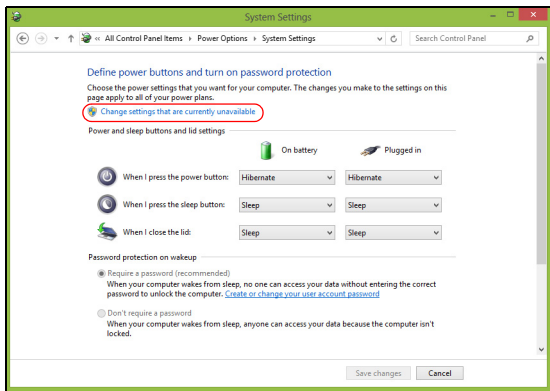 System Settings
« All Control Panel Items ▸ Power Options ▸ System Settings
Search Control Panel
Define power buttons and turn on password protection
Choose the power settings that you want for your computer. The changes you make to the settings on this
page apply to all of your power plans.
Change settings that are currently unavailable
Power and sleep buttons and lid settings
On battery Plugged in
When I press the power button: Hibernate Hibernate
When I press the sleep button: Sleep Sleep
When I close the lid: Sleep Sleep
Password protection on wakeup
Require a password (recommended)
When your computer wakes from sleep, no one can access your data without entering the correct
password to unlock the computer. Create or change your user account password
Don't require a password
When your computer wakes from sleep, anyone can access your data because the computer isn't
locked.
Save changes Cancel